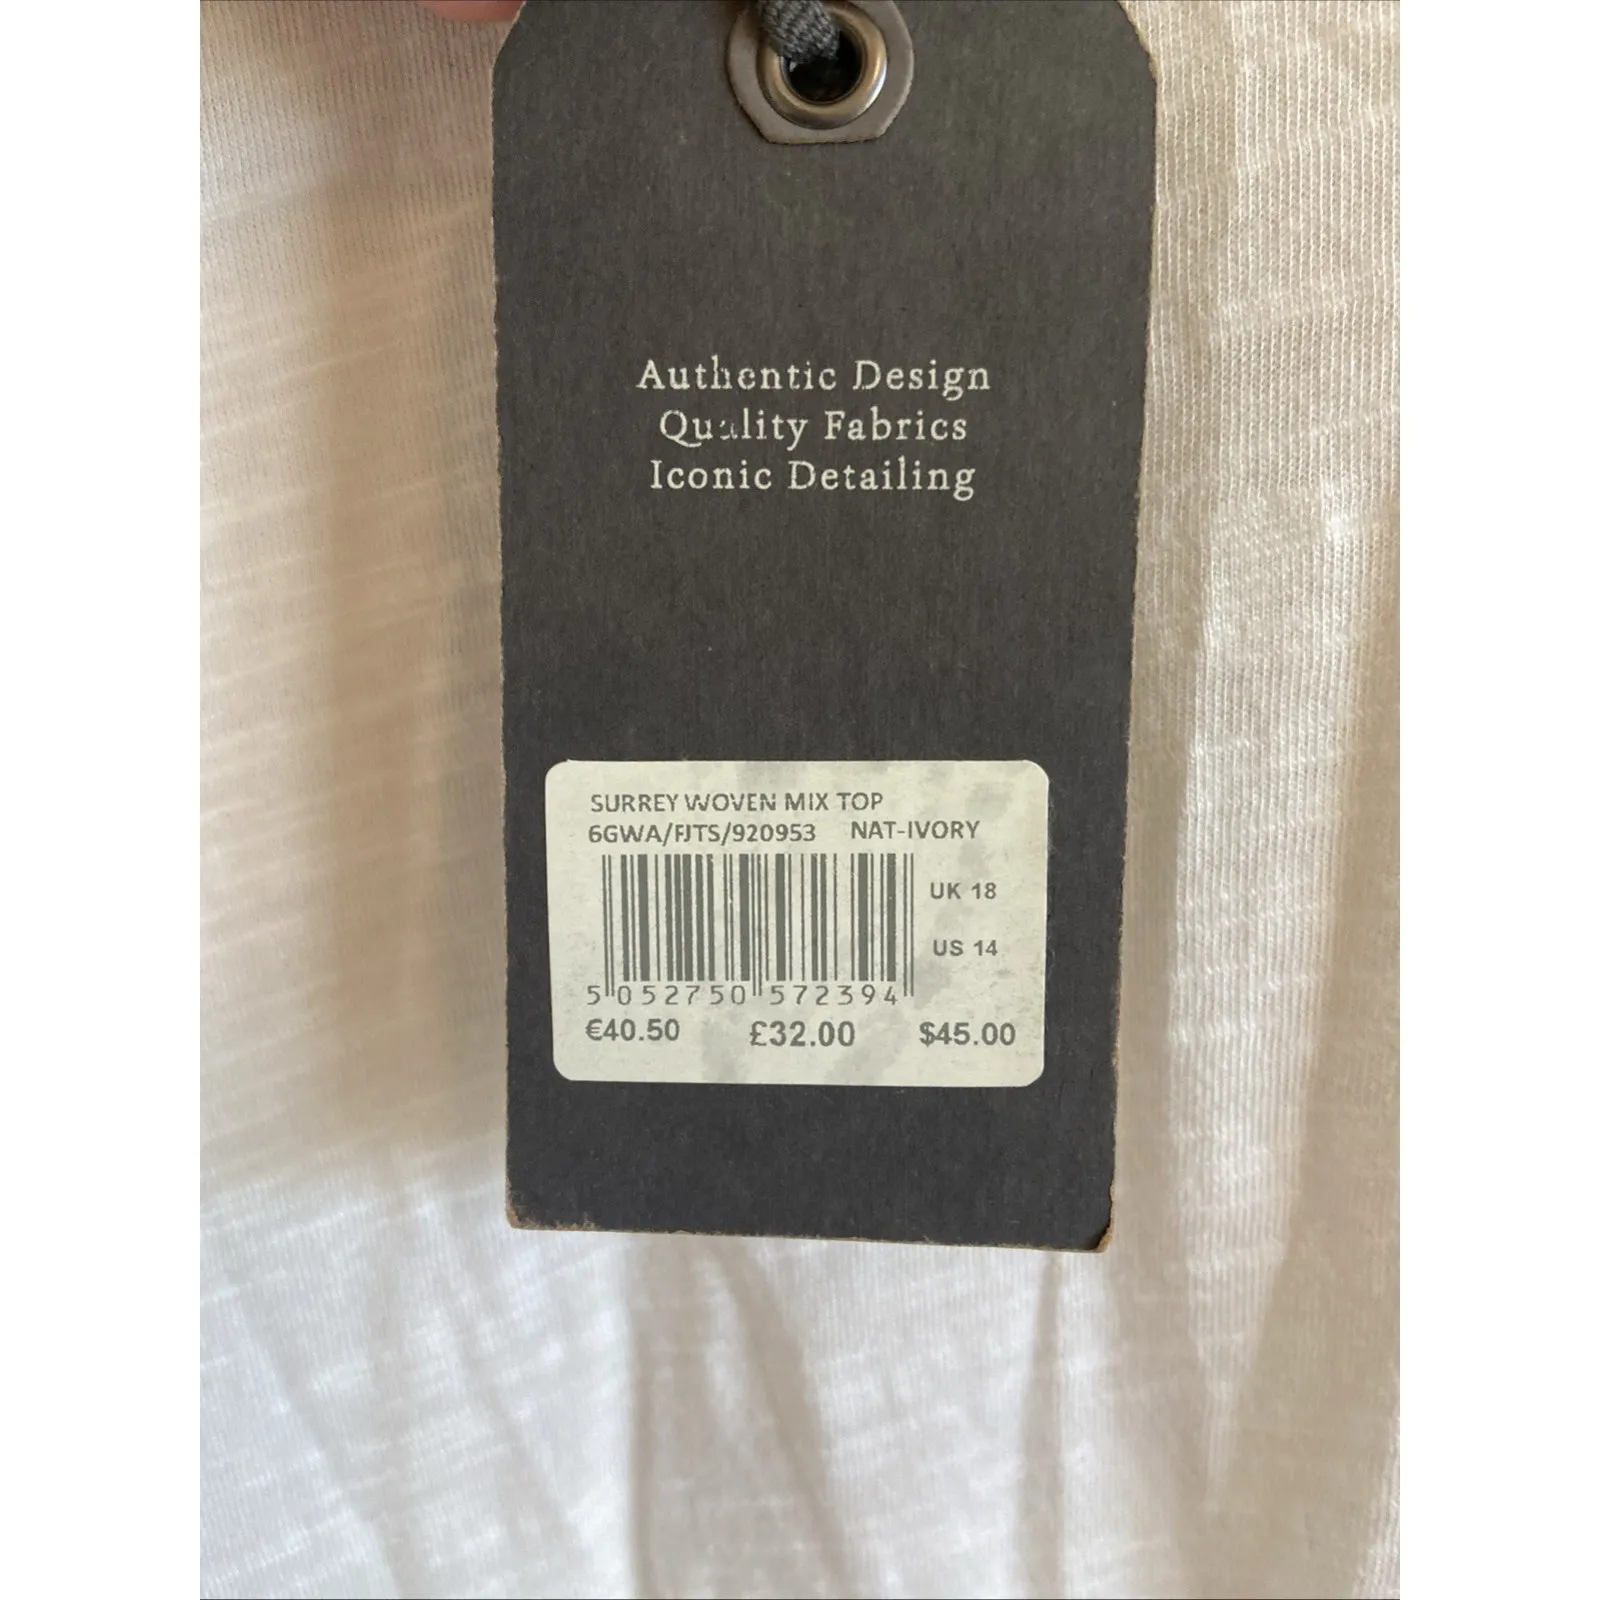 Authentic Design
Quality Fabrics
Iconic Detailing
SURREY WOVEN MIX TOP
6GWA/FJTS/920953 NAT-IVORY
UK 18
US 14
5 052750 572394
€40.50 £32.00 $45.00